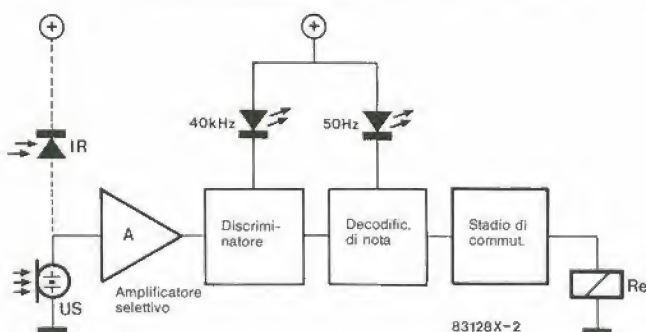 40kHz
50Hz
IR
A
Discrimi-
natore
Decodific.
di nota
Stadio di
commut.
US
Amplificatore
selettivo
Re
83128X-2